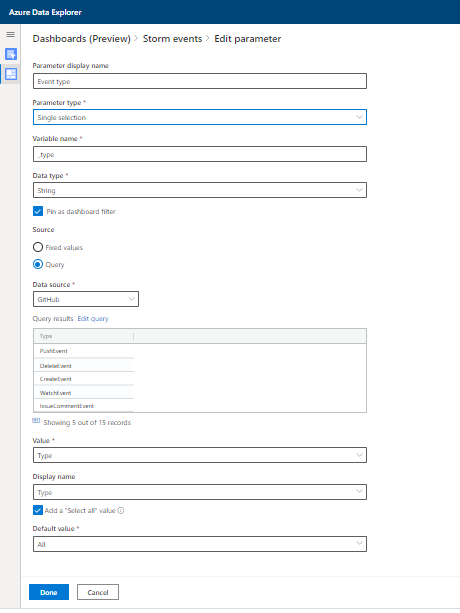 Azure Data Explorer
Dashboards (Preview) > Storm events > Edit parameter
Parameter display name
Event type
Parameter type *
Single selection
Variable name *
_type
Data type *
String
Pin as dashboard filter
Source
Fixed values
Query
Data source *
GitHub
Query results Edit query
Type
PushEvent
DeleteEvent
CreateEvent
WatchEvent
IssueCommentEvent
Showing 5 out of 15 records
Value *
Type
Display name
Type
Add a "Select all" value
Default value *
All
Done Cancel